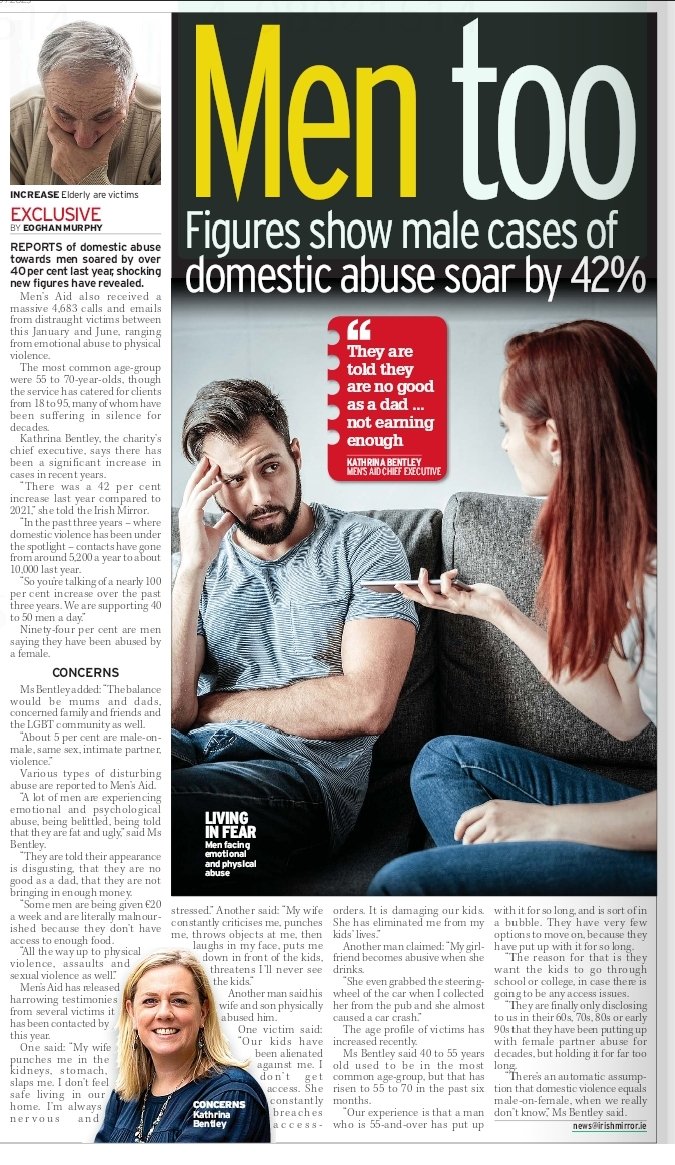 Men too
Figures show male cases of
domestic abuse soar by 42%
INCREASE Elderly are victims
EXCLUSIVE
BY EOGHAN MURPHY
REPORTS of domestic abuse
towards men soared by over
40 per cent last year, shocking
new figures have revealed.
Men's Aid also received a
massive 4,683 calls and emails
from distraught victims between
this January and June, ranging
from emotional abuse to physical
violence.
The most common age-group
were 55 to 70-year-olds, though
the service has catered for clients
from 18 to 95, many of whom have
been suffering in silence for
decades.
Kathrina Bentley, the charity's
chief executive, says there has
been a significant increase in
cases in recent years.
"There was a 42 per cent
increase last year compared to
2021," she told the Irish Mirror.
"In the past three years – where
domestic violence has been under
the spotlight – contacts have gone
from around 5,200 a year to about
10,000 last year.
"So you're talking of a nearly 100
per cent increase over the past
three years. We are supporting 40
to 50 men a day."
Ninety-four per cent are men
saying they have been abused by
a female.
CONCERNS
Ms Bentley added: "The balance
would be mums and dads,
concerned family and friends and
the LGBT community as well.
"About 5 per cent are male-on-
male, same sex, intimate partner,
violence."
Various types of disturbing
abuse are reported to Men's Aid.
"A lot of men are experiencing
emotional and psychological
abuse, being belittled, being told
that they are fat and ugly," said Ms
Bentley.
"They are told their appearance
is disgusting, that they are no
good as a dad, that they are not
bringing in enough money.
"Some men are being given €20
a week and are literally malnour-
ished because they don't have
access to enough food.
"All the way up to physical
violence, assaults and
sexual violence as well."
Men's Aid has released
harrowing testimonies
from several victims it
has been contacted by
this year.
One said: "My wife
punches me in the
kidneys, stomach,
slaps me. I don't feel
safe living in our
home. I'm always
nervous and
“
They are
told they
are no good
as a dad ...
not earning
enough
KATHRINA BENTLEY
MEN'S AID CHIEF EXECUTIVE
LIVING
IN FEAR
Men facing
emotional
and physical
abuse
stressed." Another said: "My wife
constantly criticises me, punches
me, throws objects at me, then
laughs in my face, puts me
down in front of the kids,
threatens I'll never see
the kids."
Another man said his
wife and son physically
abused him.
One victim said:
"Our kids have
been alienated
against me. I
don't get
access. She
constantly
breaches
access-
CONCERNS
Kathrina
Bentley
orders. It is damaging our kids.
She has eliminated me from my
kids' lives."
Another man claimed: "My girl-
friend becomes abusive when she
drinks.
"She even grabbed the steering-
wheel of the car when I collected
her from the pub and she almost
caused a car crash."
The age profile of victims has
increased recently.
Ms Bentley said 40 to 55 years
old used to be in the most
common age-group, but that has
risen to 55 to 70 in the past six
months.
"Our experience is that a man
who is 55-and-over has put up
with it for so long, and is sort of in
a bubble. They have very few
options to move on, because they
have put up with it for so long.
"The reason for that is they
want the kids to go through
school or college, in case there is
going to be any access issues.
"They are finally only disclosing
to us in their 60s, 70s, 80s or early
90s that they have been putting up
with female partner abuse for
decades, but holding it for far too
long.
"There's an automatic assump-
tion that domestic violence equals
male-on-female, when we really
don't know," Ms Bentley said.
news@irishmirror.ie